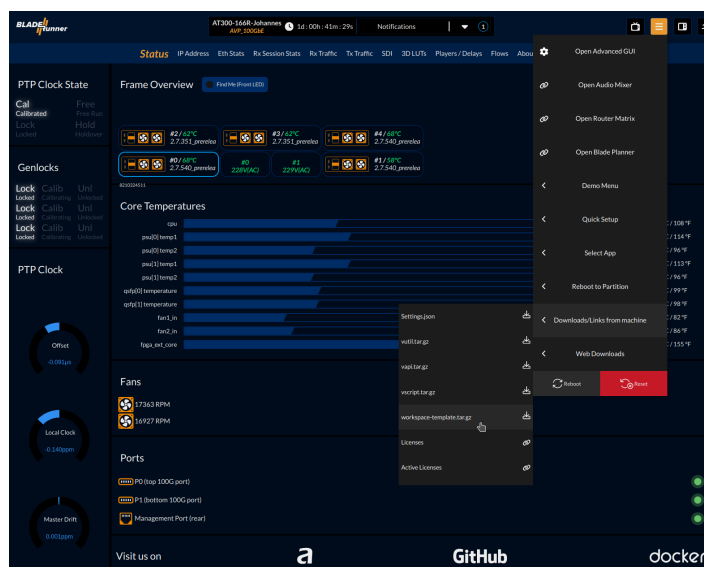 BLADE
runner
AT300-166R-Johannes
AVP_100GbE
1d : 00h : 41m : 29s
Notifications
1
Status IP Address Eth Stats Rx Session Stats Rx Traffic Tx Traffic SDI 3D LUTs Players / Delays Flows Abou
PTP Clock State
Cal Free
Calibrated Free Run
Lock Hold
Locked Holdover
Genlocks
Lock Calib Unl
Locked Calibrating Unlocked
Lock Calib Unl
Locked Calibrating Unlocked
Lock Calib Unl
Locked Calibrating Unlocked
PTP Clock
Offset
-0.091µs
Local Clock
-0.140ppm
Master Drift
0.001ppm
Frame Overview
Find Me (Front LED)
#2 / 62°C
2.7.351_prerelea
#3 / 62°C
2.7.351_prerelea
#4 / 68°C
2.7.540_prerelea
#0 / 68°C
2.7.540_prerelea
#0
228V(AC)
#1
229V(AC)
#1 / 58°C
2.7.540_prerelea
8210224511
Core Temperatures
cpu / 108 °F
psu[0] temp1 / 114 °F
psu[0] temp2 / 96 °F
psu[1] temp1 / 113 °F
psu[1] temp2 / 96 °F
qsfp[0] temperature / 99 °F
qsfp[1] temperature / 98 °F
fan1_in / 82 °F
fan2_in / 86 °F
fpga_ext_core / 155 °F
Fans
17363 RPM
16927 RPM
Ports
P0 (top 100G port)
P1 (bottom 100G port)
Management Port (rear)
Visit us on
a
GitHub
docker
Open Advanced GUI
Open Audio Mixer
Open Router Matrix
Open Blade Planner
Demo Menu
Quick Setup
Select App
Reboot to Partition
Downloads/Links from machine
Web Downloads
Reboot
Reset
Settings.json
vutil.tar.gz
vapi.tar.gz
vscript.tar.gz
workspace-template.tar.gz
Licenses
Active Licenses